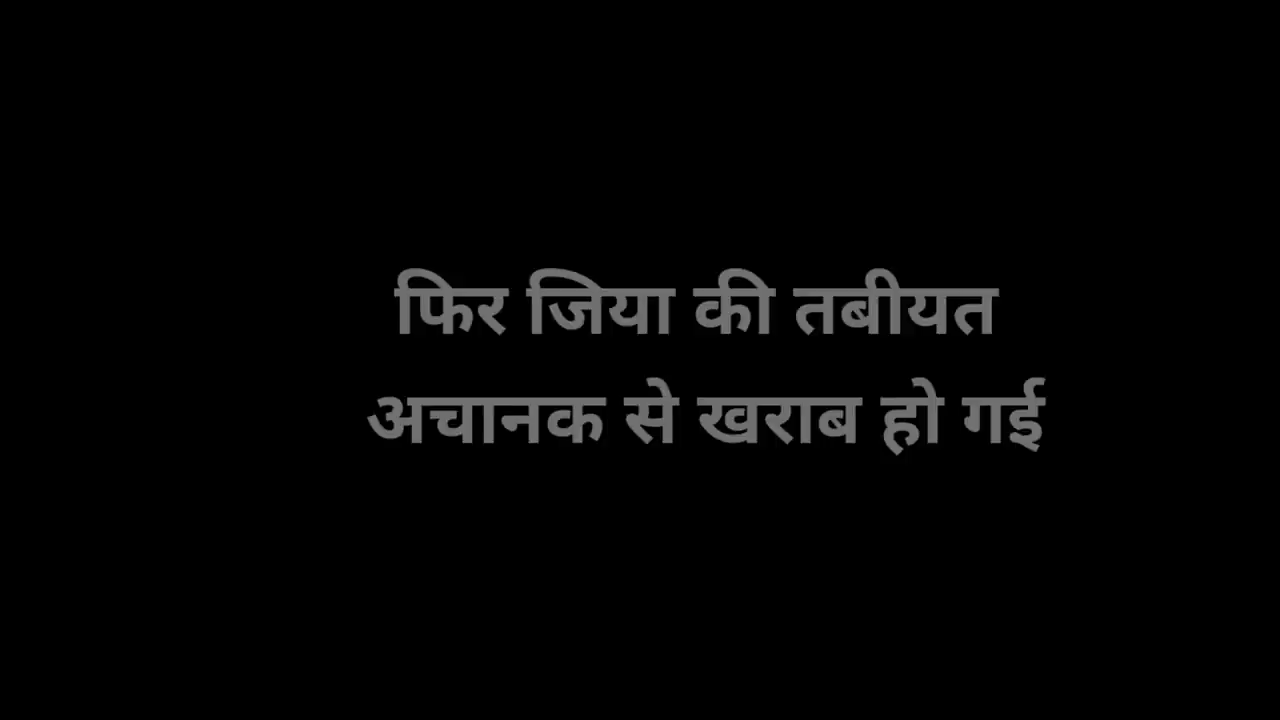 फिर जिया की तबीयत
अचानक से खराब हो गई